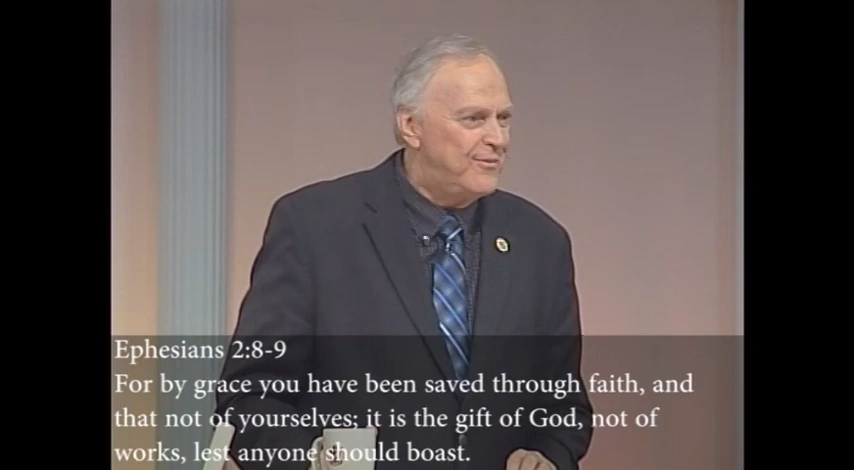 Ephesians 2:8-9
For by grace you have been saved through faith, and
that not of yourselves; it is the gift of God, not of
works, lest anyone should boast.